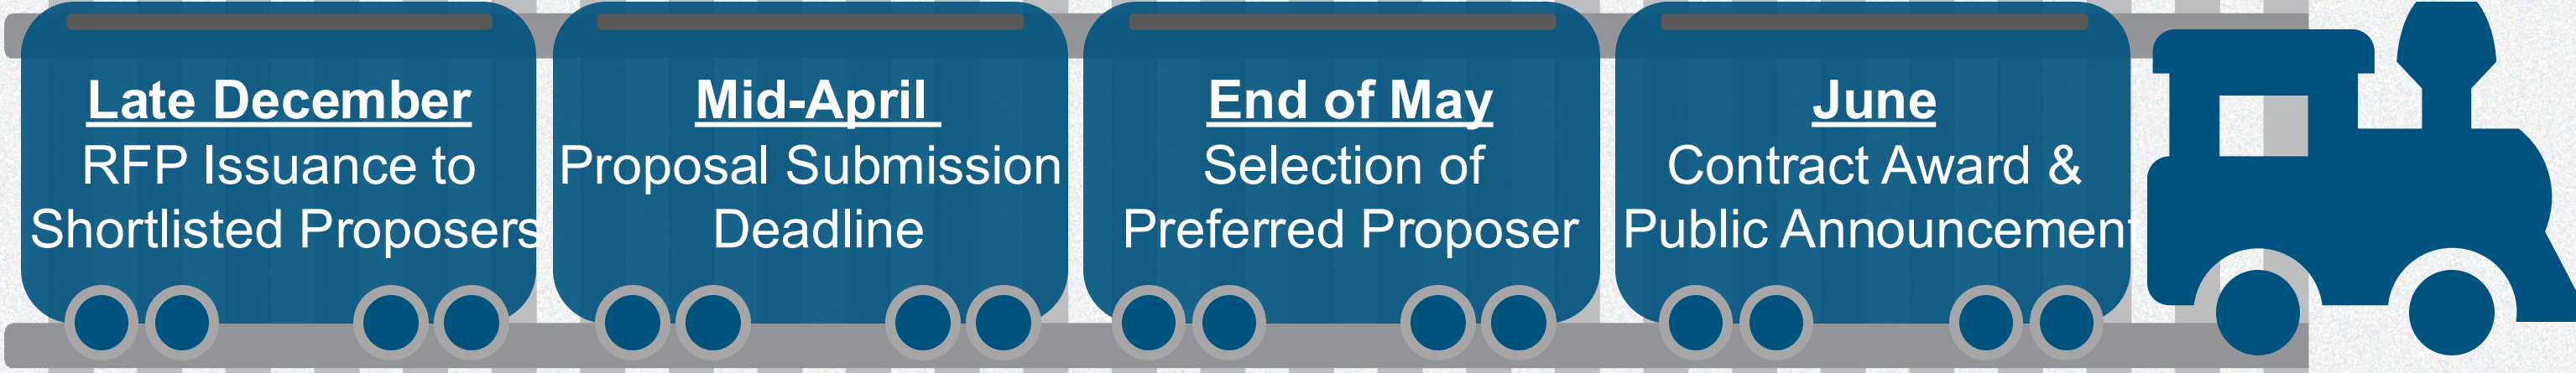 Late December
RFP Issuance to
Shortlisted Proposers
Mid-April
Proposal Submission
Deadline
End of May
Selection of
Preferred Proposer
June
Contract Award &
Public Announcement